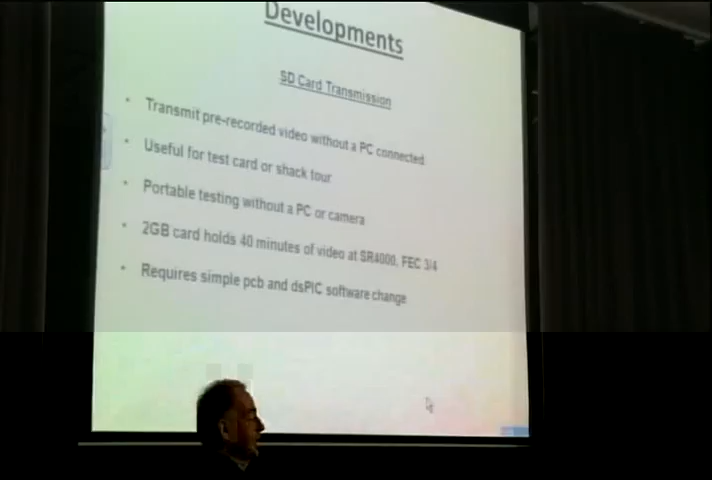 Developments
SD Card Transmission
• Transmit pre-recorded video without a PC connected
• Useful for test card or shack tour
• Portable testing without a PC or camera
• 2GB card holds 40 minutes of video at SR4000, FEC 3/4
• Requires simple pcb and dsPIC software change